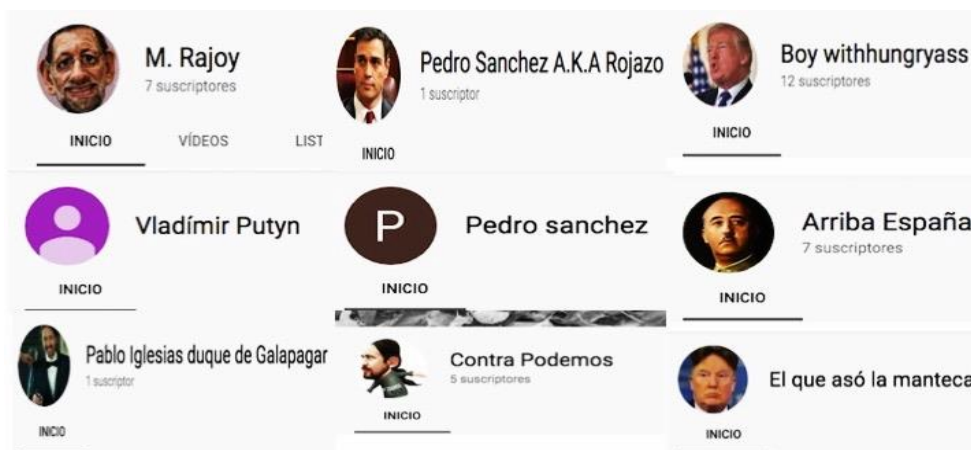 M. Rajoy
7 suscriptores
INICIO VÍDEOS LIST
Pedro Sanchez A.K.A Rojazo
1 suscriptor
INICIO
Boy withhungryass
12 suscriptores
INICIO
Vladímir Putyn
INICIO
P
Pedro sanchez
INICIO
Arriba España
7 suscriptores
INICIO
Pablo Iglesias duque de Galapagar
1 suscriptor
INICIO
Contra Podemos
5 suscriptores
INICIO
El que asó la manteca
INICIO